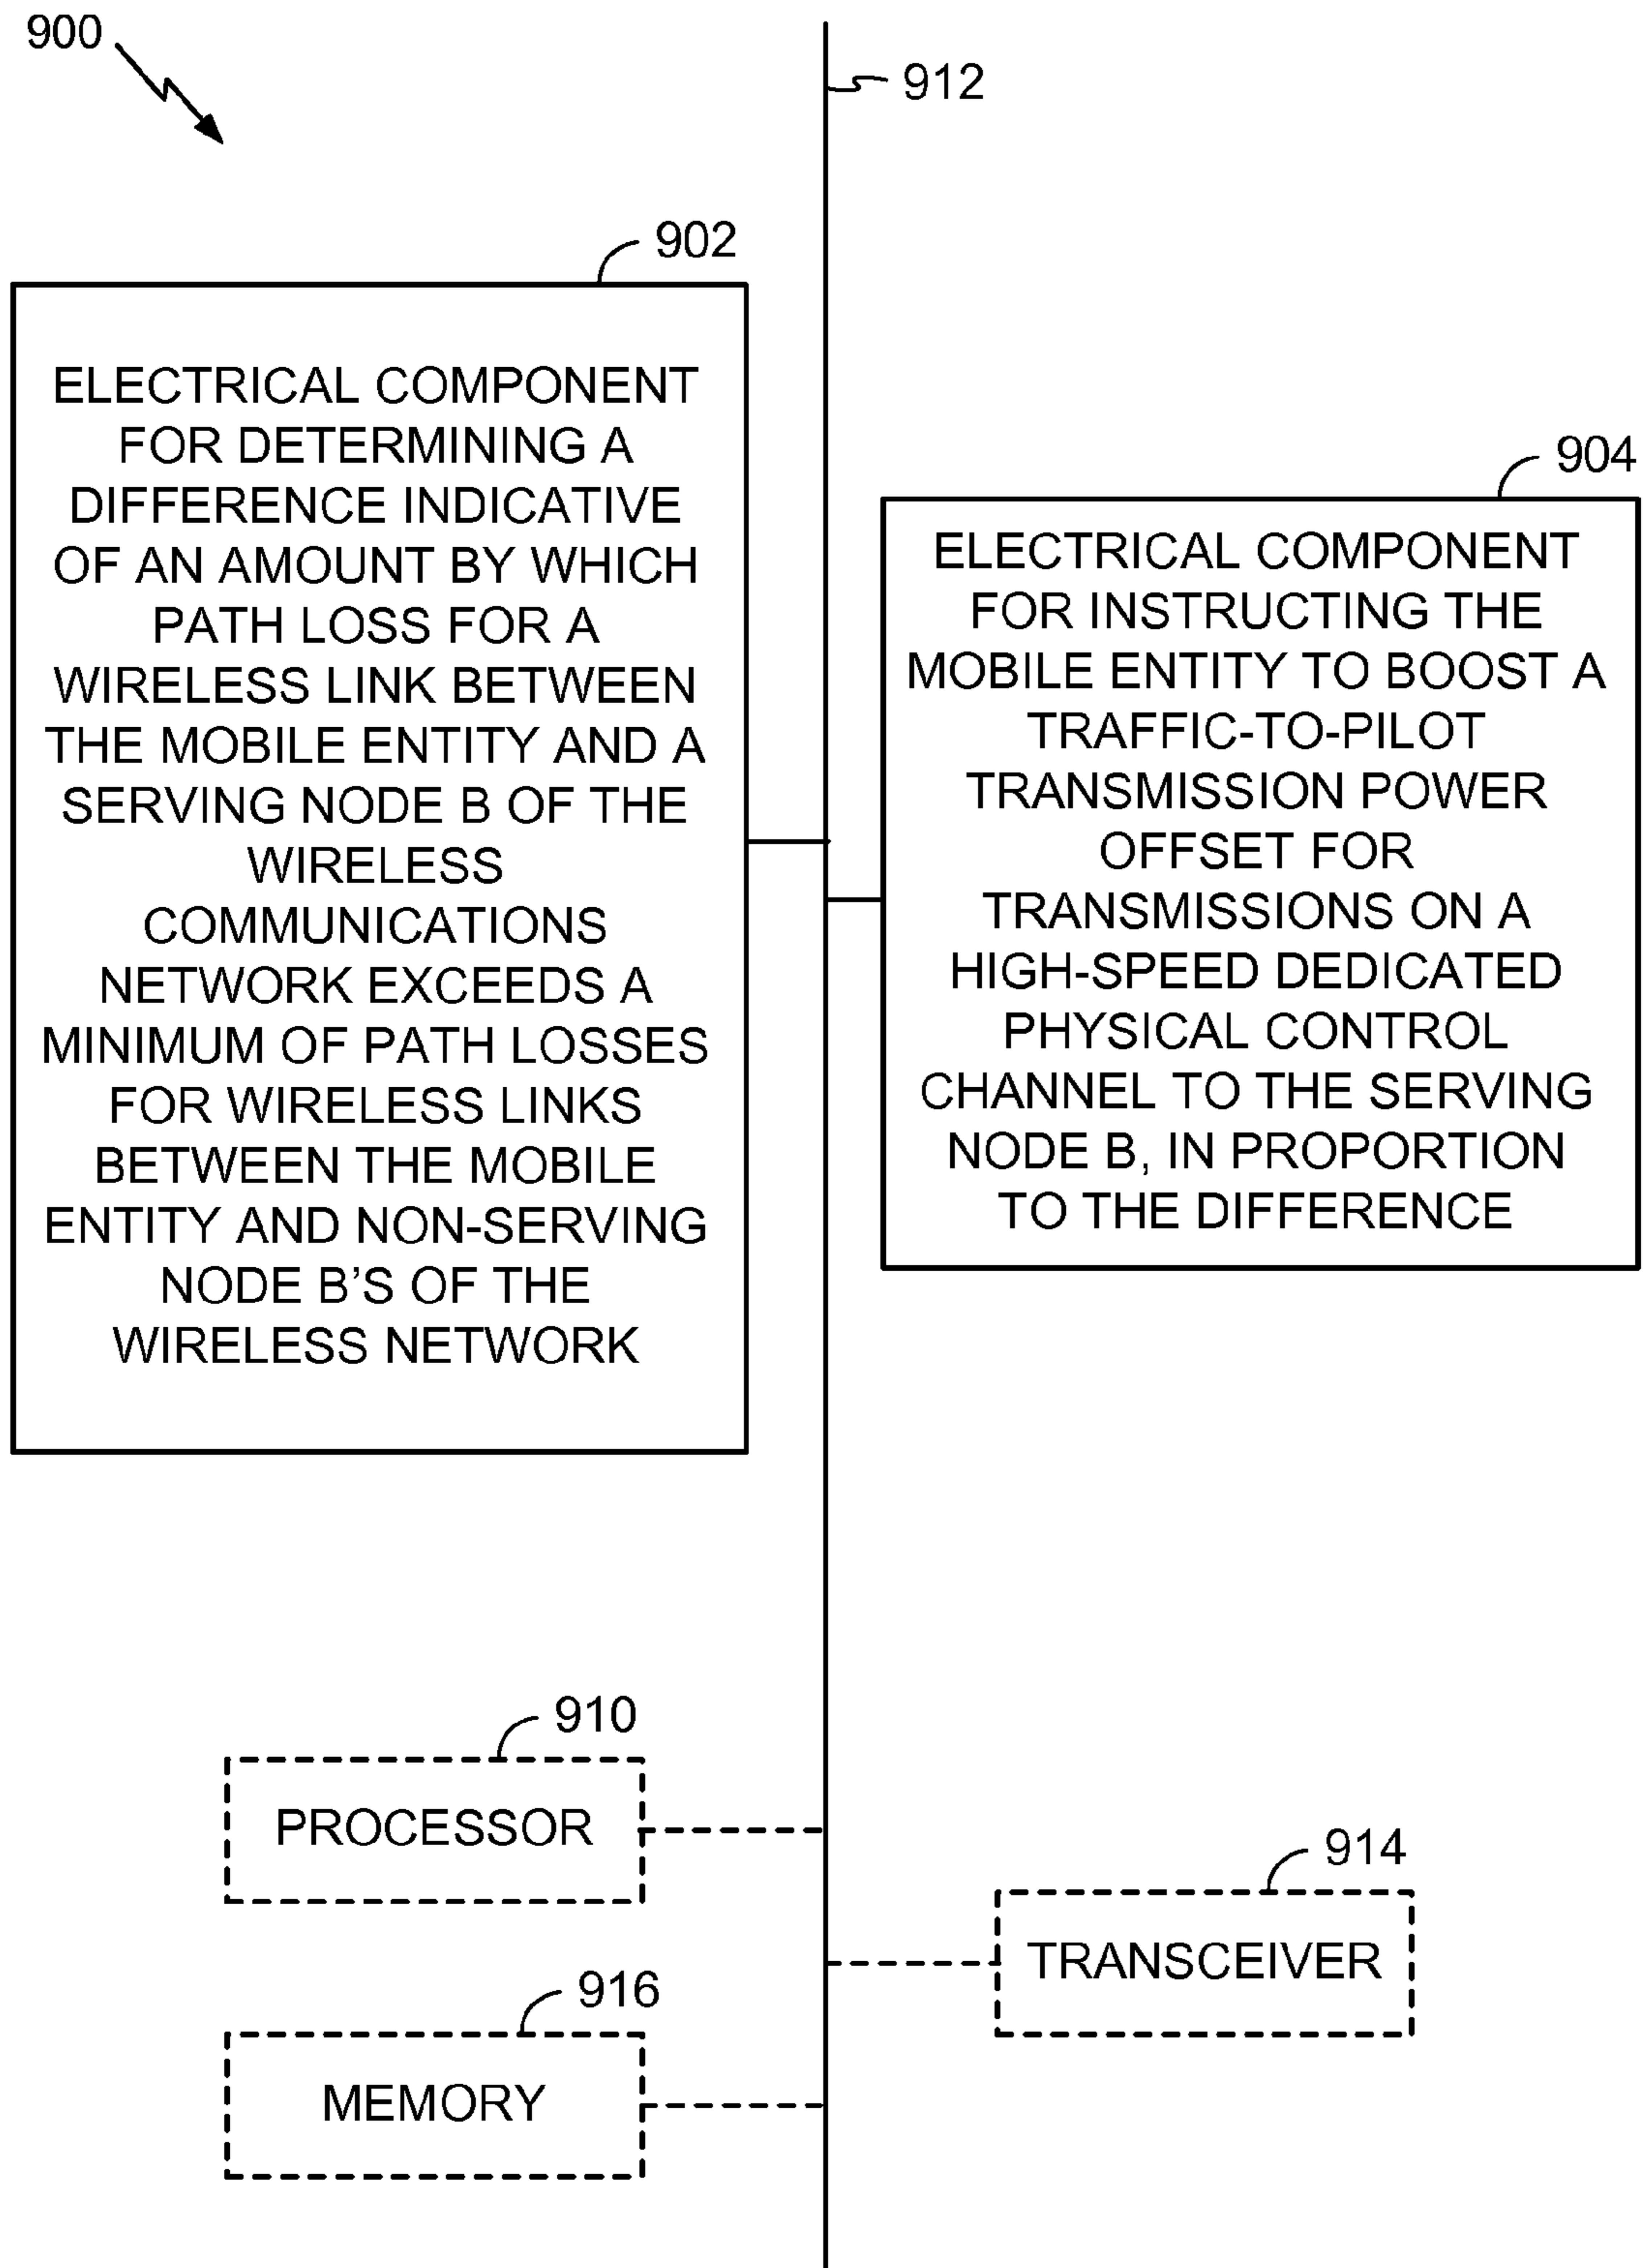 900
912
902
ELECTRICAL COMPONENT
FOR DETERMINING A
DIFFERENCE INDICATIVE
OF AN AMOUNT BY WHICH
PATH LOSS FOR A
WIRELESS LINK BETWEEN
THE MOBILE ENTITY AND A
SERVING NODE B OF THE
WIRELESS
COMMUNICATIONS
NETWORK EXCEEDS A
MINIMUM OF PATH LOSSES
FOR WIRELESS LINKS
BETWEEN THE MOBILE
ENTITY AND NON-SERVING
NODE B’S OF THE
WIRELESS NETWORK
904
ELECTRICAL COMPONENT
FOR INSTRUCTING THE
MOBILE ENTITY TO BOOST A
TRAFFIC-TO-PILOT
TRANSMISSION POWER
OFFSET FOR
TRANSMISSIONS ON A
HIGH-SPEED DEDICATED
PHYSICAL CONTROL
CHANNEL TO THE SERVING
NODE B, IN PROPORTION
TO THE DIFFERENCE
910
PROCESSOR
914
TRANSCEIVER
916
MEMORY